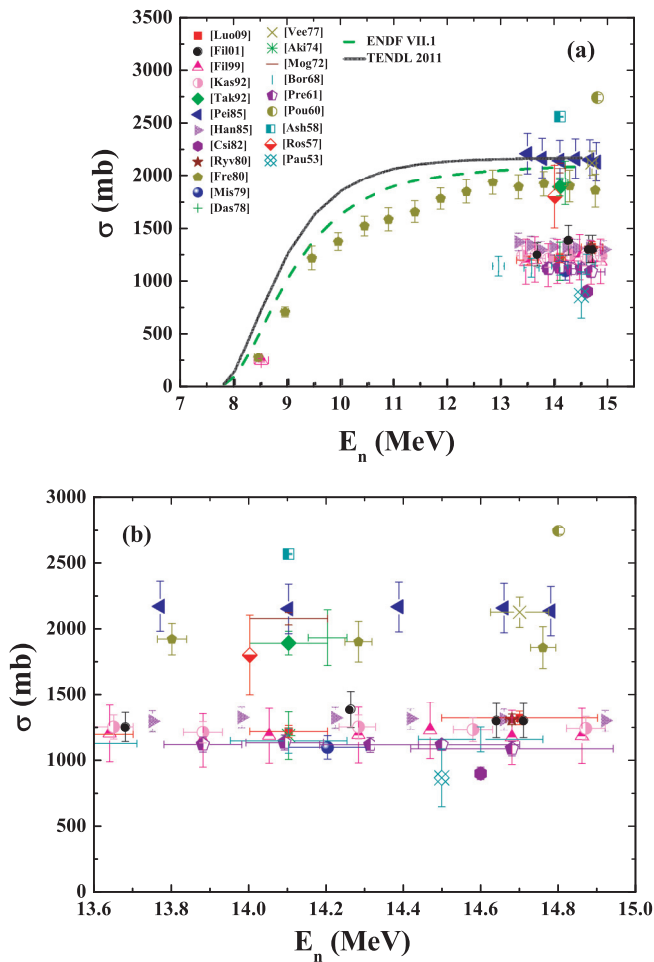 3500
3000
2500
2000
1500
1000
500
0
σ (mb)
[Luo09]
[Fil01]
[Fil99]
[Kas92]
[Tak92]
[Pei85]
[Han85]
[Csi82]
[Ryv80]
[Fre80]
[Mis79]
[Das78]
[Vee77]
[Aki74]
[Mog72]
[Bor68]
[Pre61]
[Pou60]
[Ash58]
[Ros57]
[Pau53]
ENDF VII.1
TENDL 2011
(a)
7 8 9 10 11 12 13 14 15
En (MeV)
3000
(b)
2500
2000
1500
1000
500
0
σ (mb)
13.6 13.8 14.0 14.2 14.4 14.6 14.8 15.0
En (MeV)